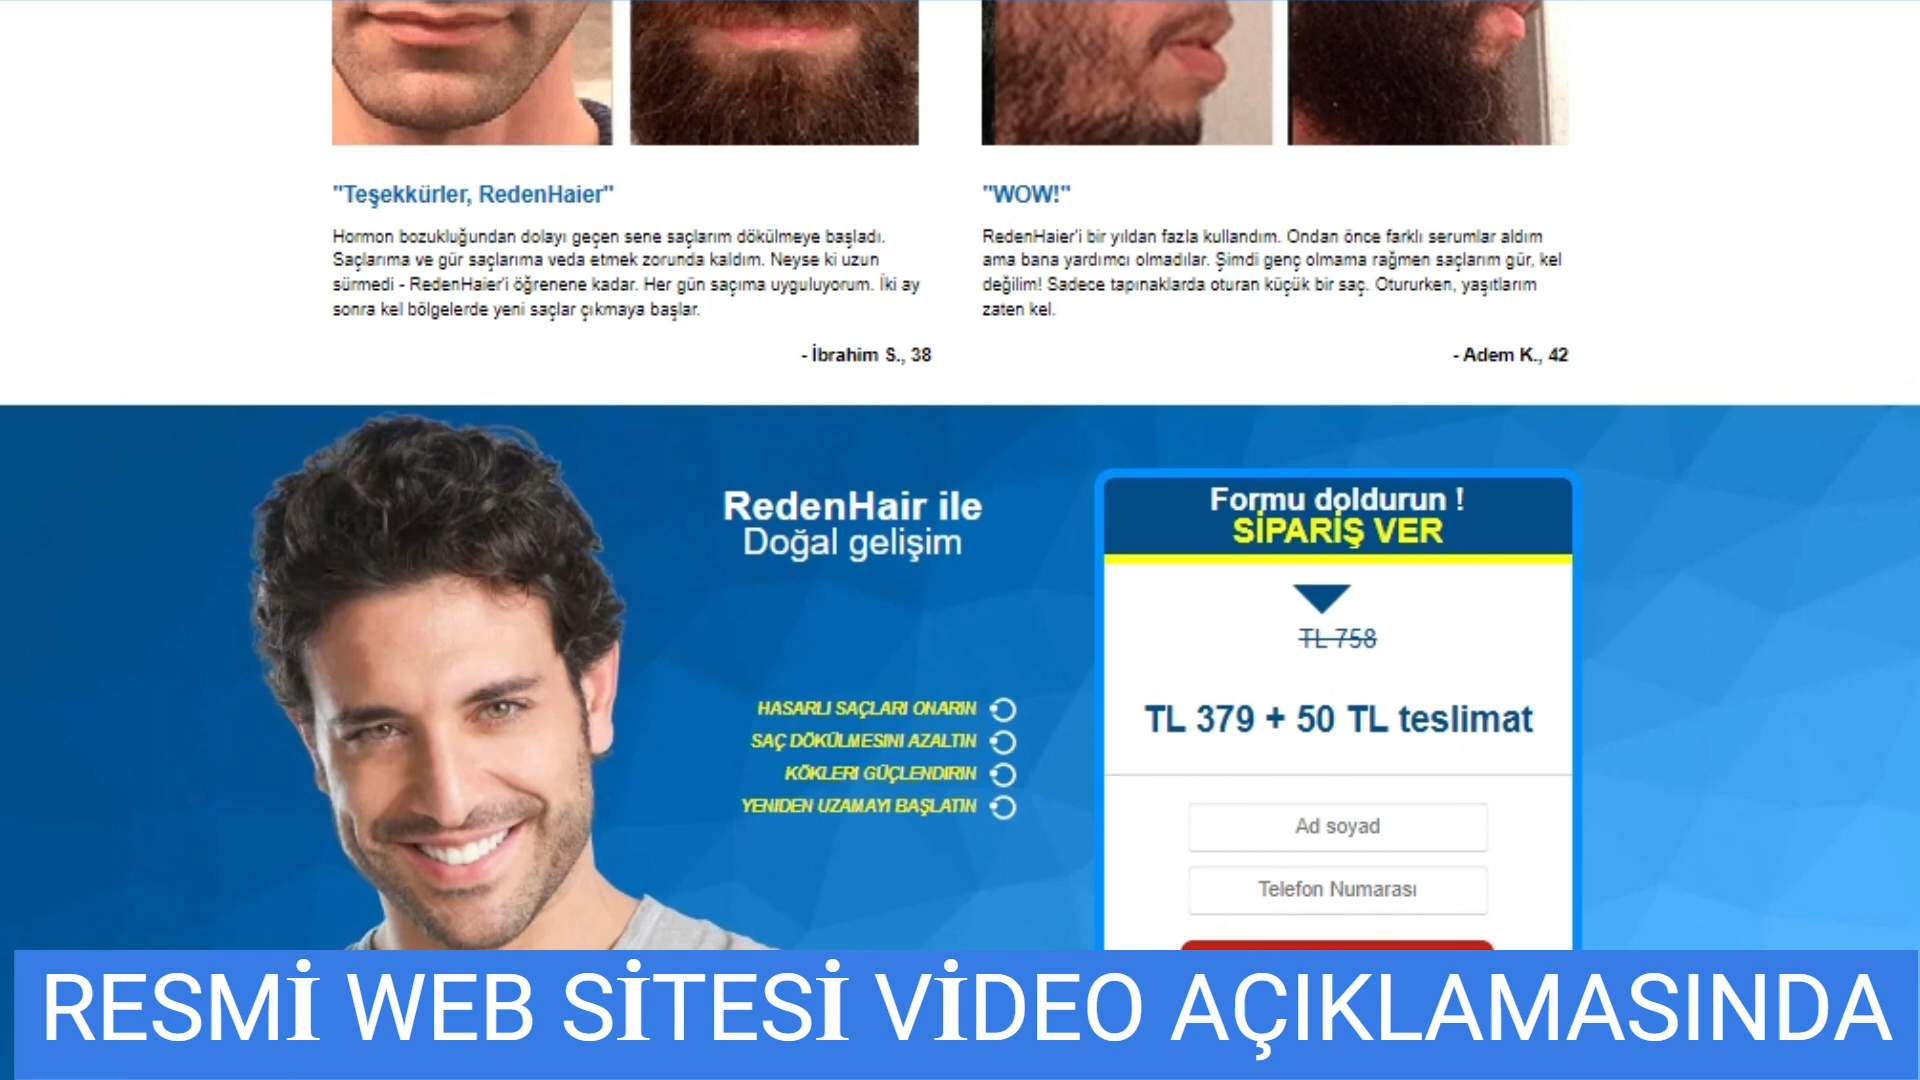 "Teşekkürler, RedenHaier"
Hormon bozukluğundan dolayı geçen sene saçlarım dökülmeye başladı.
Saçlarıma ve gür saçlarıma veda etmek zorunda kaldım. Neyse ki uzun
sürmedi - RedenHaier'i öğrenene kadar. Her gün saçıma uyguluyorum. İki ay
sonra kel bölgelerde yeni saçlar çıkmaya başlar.
- İbrahim S., 38
"WOW!"
RedenHaier'i bir yıldan fazla kullandım. Ondan önce farklı serumlar aldım
ama bana yardımcı olmadılar. Şimdi genç olmama rağmen saçlarım gür, kel
değilim! Sadece tapınaklarda oturan küçük bir saç. Otururken, yaşıtlarım
zaten kel.
- Adem K., 42
RedenHair ile
Doğal gelişim
HASARLI SAÇLARI ONARIN
SAÇ DÖKÜLMESINI AZALTIN
KÖKLERI GÜÇLENDIRIN
YENIDEN UZAMAYI BAŞLATIN
Formu doldurun !
SİPARİŞ VER
TL 758
TL 379 + 50 TL teslimat
Ad soyad
Telefon Numarası
RESMİ WEB SİTESİ VİDEO AÇIKLAMASINDA